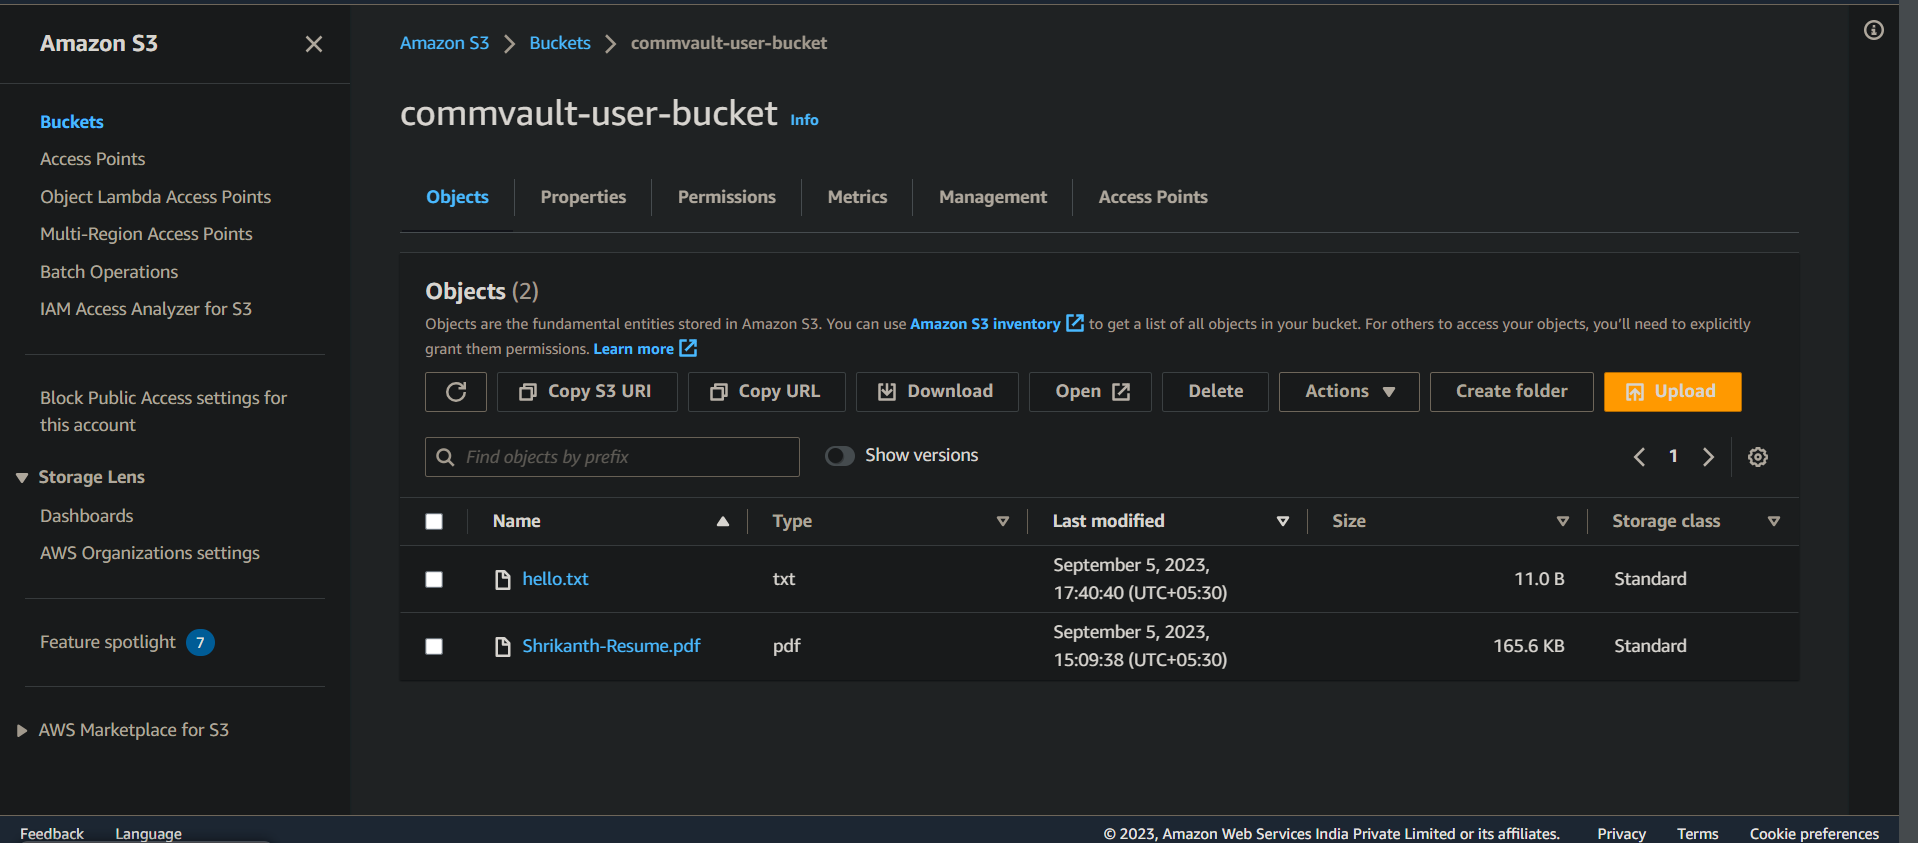 Amazon S3
Buckets
Access Points
Object Lambda Access Points
Multi-Region Access Points
Batch Operations
IAM Access Analyzer for S3
Block Public Access settings for
this account
Storage Lens
Dashboards
AWS Organizations settings
Feature spotlight 7
AWS Marketplace for S3
Amazon S3 Buckets commvault-user-bucket
commvault-user-bucket Info
Objects Properties Permissions Metrics Management Access Points
Objects (2)
Objects are the fundamental entities stored in Amazon S3. You can use Amazon S3 inventory to get a list of all objects in your bucket. For others to access your objects, you'll need to explicitly
grant them permissions. Learn more
Copy S3 URI Copy URL Download Open Delete Actions Create folder Upload
Find objects by prefix Show versions 1
Name Type Last modified Size Storage class
hello.txt txt September 5, 2023, 11.0 B Standard
17:40:40 (UTC+05:30)
Shrikanth-Resume.pdf pdf September 5, 2023, 165.6 KB Standard
15:09:38 (UTC+05:30)
Feedback Language © 2023, Amazon Web Services India Private Limited or its affiliates. Privacy Terms Cookie preferences